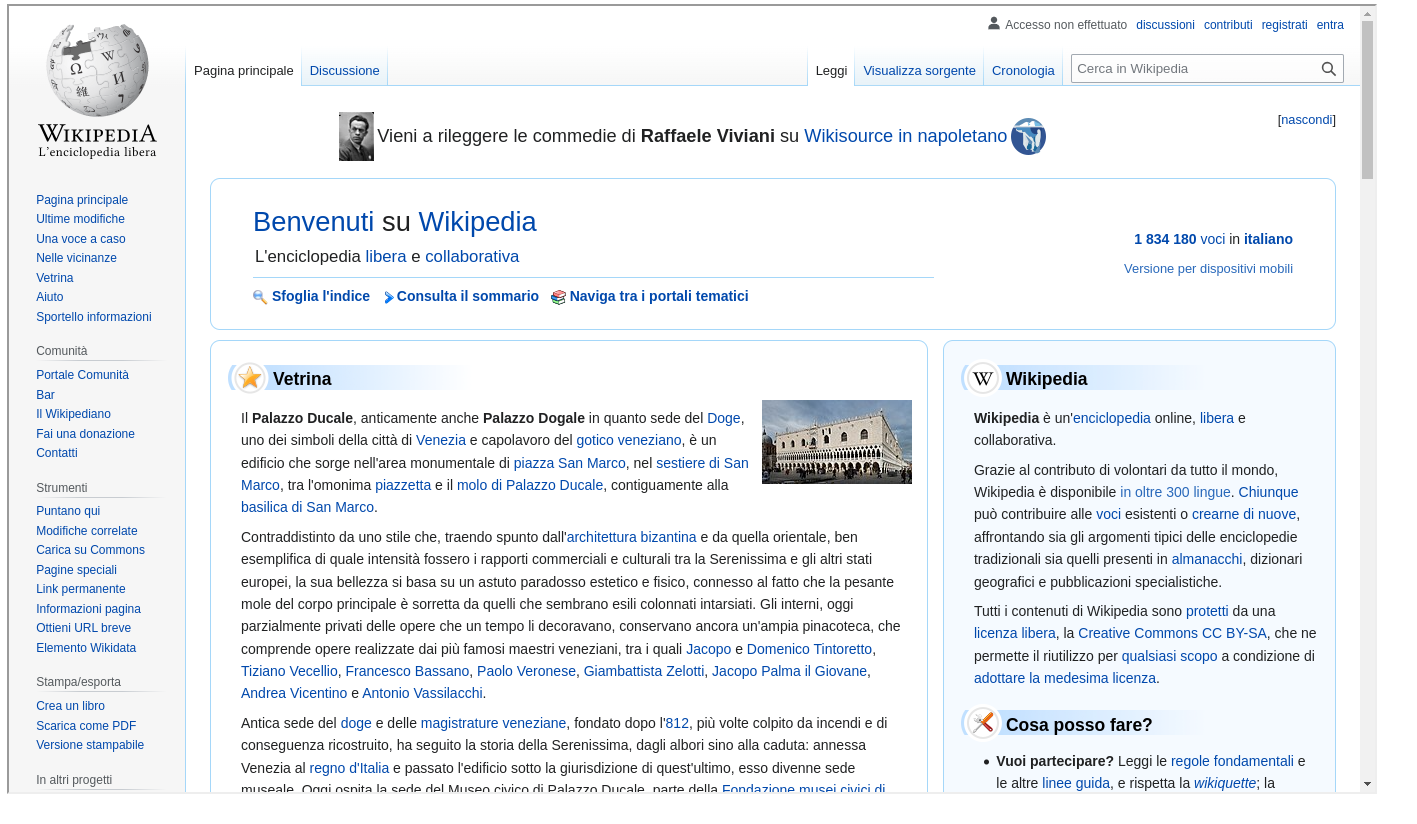 Accesso non effettuato discussioni contributi registrati entra
Pagina principale Discussione Leggi Visualizza sorgente Cronologia Cerca in Wikipedia
WIKIPEDIA
L'enciclopedia libera
Pagina principale
Ultime modifiche
Una voce a caso
Nelle vicinanze
Vetrina
Aiuto
Sportello informazioni
Comunità
Portale Comunità
Bar
Il Wikipediano
Fai una donazione
Contatti
Strumenti
Puntano qui
Modifiche correlate
Carica su Commons
Pagine speciali
Link permanente
Informazioni pagina
Ottieni URL breve
Elemento Wikidata
Stampa/esporta
Crea un libro
Scarica come PDF
Versione stampabile
In altri progetti
Vieni a rileggere le commedie di Raffaele Viviani su Wikisource in napoletano [nascondi]
Benvenuti su Wikipedia
L'enciclopedia libera e collaborativa
Sfoglia l'indice Consulta il sommario Naviga tra i portali tematici
1 834 180 voci in italiano
Versione per dispositivi mobili
Vetrina
Il Palazzo Ducale, anticamente anche Palazzo Dogale in quanto sede del Doge,
uno dei simboli della città di Venezia e capolavoro del gotico veneziano, è un
edificio che sorge nell'area monumentale di piazza San Marco, nel sestiere di San
Marco, tra l'omonima piazzetta e il molo di Palazzo Ducale, contiguamente alla
basilica di San Marco.
Contraddistinto da uno stile che, traendo spunto dall'architettura bizantina e da quella orientale, ben
esemplifica di quale intensità fossero i rapporti commerciali e culturali tra la Serenissima e gli altri stati
europei, la sua bellezza si basa su un astuto paradosso estetico e fisico, connesso al fatto che la pesante
mole del corpo principale è sorretta da quelli che sembrano esili colonnati intarsiati. Gli interni, oggi
parzialmente privati delle opere che un tempo li decoravano, conservano ancora un'ampia pinacoteca, che
comprende opere realizzate dai più famosi maestri veneziani, tra i quali Jacopo e Domenico Tintoretto,
Tiziano Vecellio, Francesco Bassano, Paolo Veronese, Giambattista Zelotti, Jacopo Palma il Giovane,
Andrea Vicentino e Antonio Vassilacchi.
Antica sede del doge e delle magistrature veneziane, fondato dopo l'812, più volte colpito da incendi e di
conseguenza ricostruito, ha seguito la storia della Serenissima, dagli albori sino alla caduta: annessa
Venezia al regno d'Italia e passato l'edificio sotto la giurisdizione di quest'ultimo, esso divenne sede
museale. Oggi ospita la sede del Museo civico di Palazzo Ducale, parte della Fondazione musei civici di
Wikipedia
Wikipedia è un'enciclopedia online, libera e
collaborativa.
Grazie al contributo di volontari da tutto il mondo,
Wikipedia è disponibile in oltre 300 lingue. Chiunque
può contribuire alle voci esistenti o crearne di nuove,
affrontando sia gli argomenti tipici delle enciclopedie
tradizionali sia quelli presenti in almanacchi, dizionari
geografici e pubblicazioni specialistiche.
Tutti i contenuti di Wikipedia sono protetti da una
licenza libera, la Creative Commons CC BY-SA, che ne
permette il riutilizzo per qualsiasi scopo a condizione di
adottare la medesima licenza.
Cosa posso fare?
• Vuoi partecipare? Leggi le regole fondamentali e
le altre linee guida, e rispetta la wikiquette; la